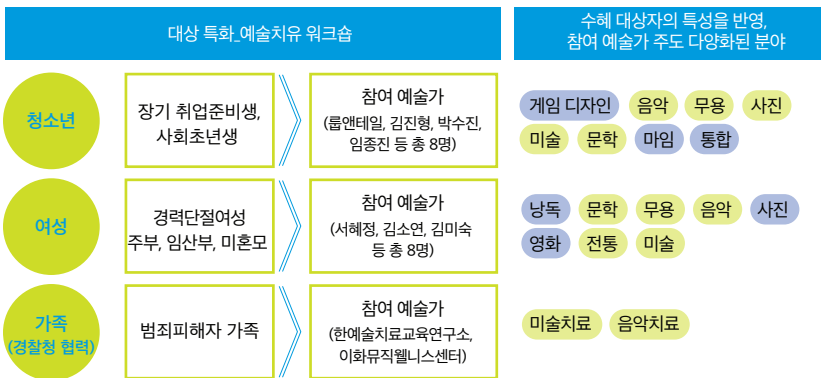 대상 특화_예술치유 워크숍
수혜 대상자의 특성을 반영,
참여 예술가 주도 다양화된 분야
청소년
장기 취업준비생,
사회초년생
참여 예술가
(룹앤테일, 김진형, 박수진,
임종진 등 총 8명)
게임 디자인 음악 무용 사진
미술 문학 마임 통합
여성
경력단절여성
주부, 임산부, 미혼모
참여 예술가
(서혜정, 김소연, 김미숙
등 총 8명)
낭독 문학 무용 음악 사진
영화 전통 미술
가족
(경찰청 협력)
범죄피해자 가족
참여 예술가
(한예술치료교육연구소,
이화뮤직웰니스센터)
미술치료 음악치료